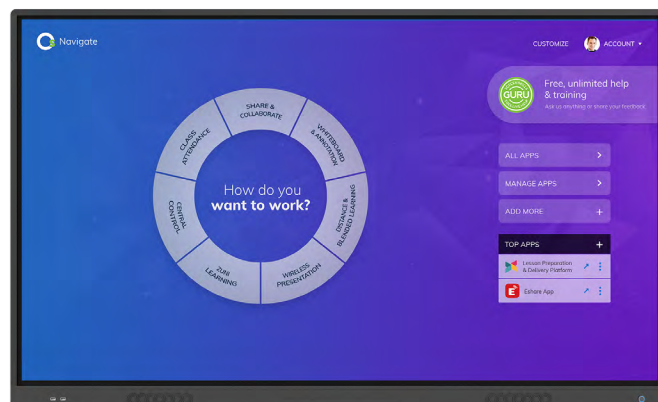 Navigate
CUSTOMIZE
ACCOUNT
GURU
Free, unlimited help
& training
Ask us anything or share your feedback
SHARE &
COLLABORATE
WHITEBOARD
& ANNOTATION
DISTANCE &
BLENDED LEARNING
WIRELESS
PRESENTATION
ZUNI
LEARNING
CENTRAL
CONTROL
CLASS
ATTENDANCE
How do you
want to work?
ALL APPS
MANAGE APPS
ADD MORE +
TOP APPS +
Lesson Preparation
& Delivery Platform
Eshare App